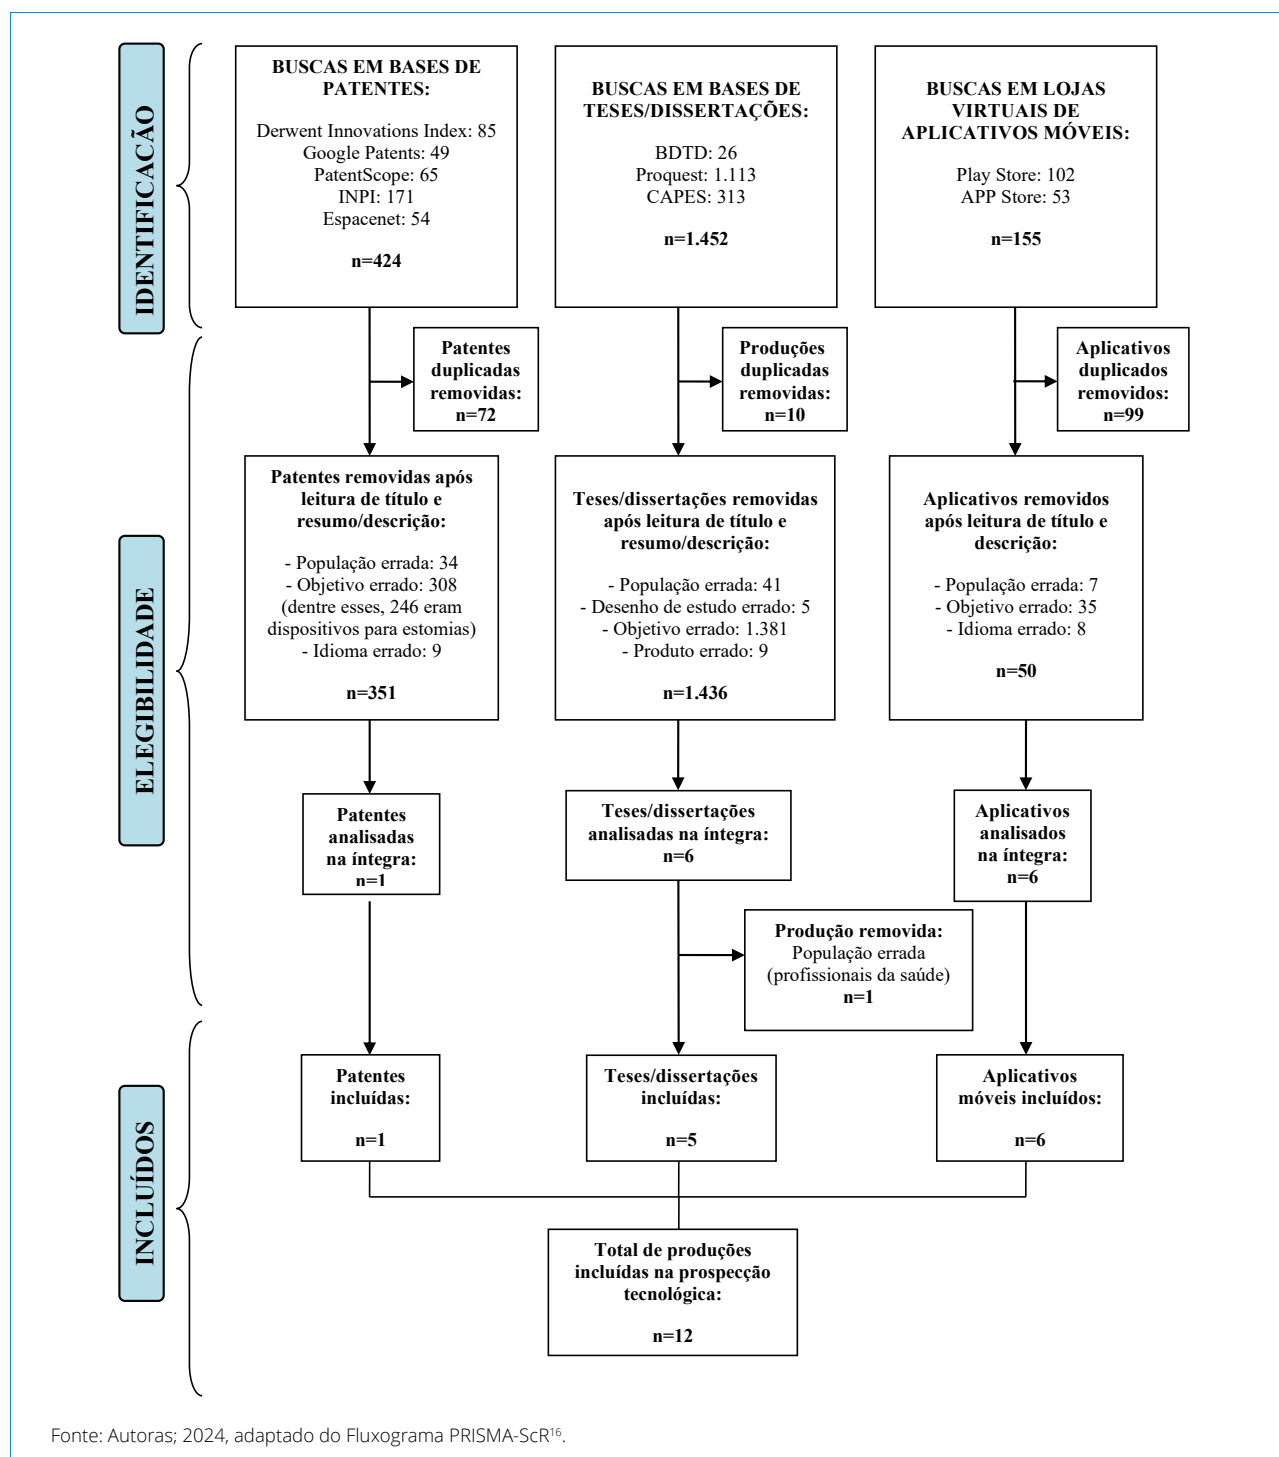 IDENTIFICAÇÃO
BUSCAS EM BASES DE
PATENTES:
Derwent Innovations Index: 85
Google Patents: 49
PatentScope: 65
INPI: 171
Espacenet: 54
n=424
BUSCAS EM BASES DE
TESES/DISSERTAÇÕES:
BDTD: 26
Proquest: 1.113
CAPES: 313
n=1.452
BUSCAS EM LOJAS
VIRTUAIS DE
APLICATIVOS MÓVEIS:
Play Store: 102
APP Store: 53
n=155
ELEGIBILIDADE
Patentes
duplicadas
removidas:
n=72
Produções
duplicadas
removidas:
n=10
Aplicativos
duplicados
removidos:
n=99
Patentes removidas após
leitura de título e
resumo/descrição:
- População errada: 34
- Objetivo errado: 308
(dentre esses, 246 eram
dispositivos para estomias)
- Idioma errado: 9
n=351
Teses/dissertações removidas
após leitura de título e
resumo/descrição:
- População errada: 41
- Desenho de estudo errado: 5
- Objetivo errado: 1.381
- Produto errado: 9
n=1.436
Aplicativos removidos
após leitura de título e
descrição:
- População errada: 7
- Objetivo errado: 35
- Idioma errado: 8
n=50
Patentes
analisadas
na íntegra:
n=1
Teses/dissertações
analisadas na íntegra:
n=6
Aplicativos
analisados
na íntegra:
n=6
Produção removida:
População errada
(profissionais da saúde)
n=1
INCLUÍDOS
Patentes
incluídas:
n=1
Teses/dissertações
incluídas:
n=5
Aplicativos
móveis incluídos:
n=6
Total de produções
incluídas na prospecção
tecnológica:
n=12
Fonte: Autoras; 2024, adaptado do Fluxograma PRISMA-ScR¹⁶.